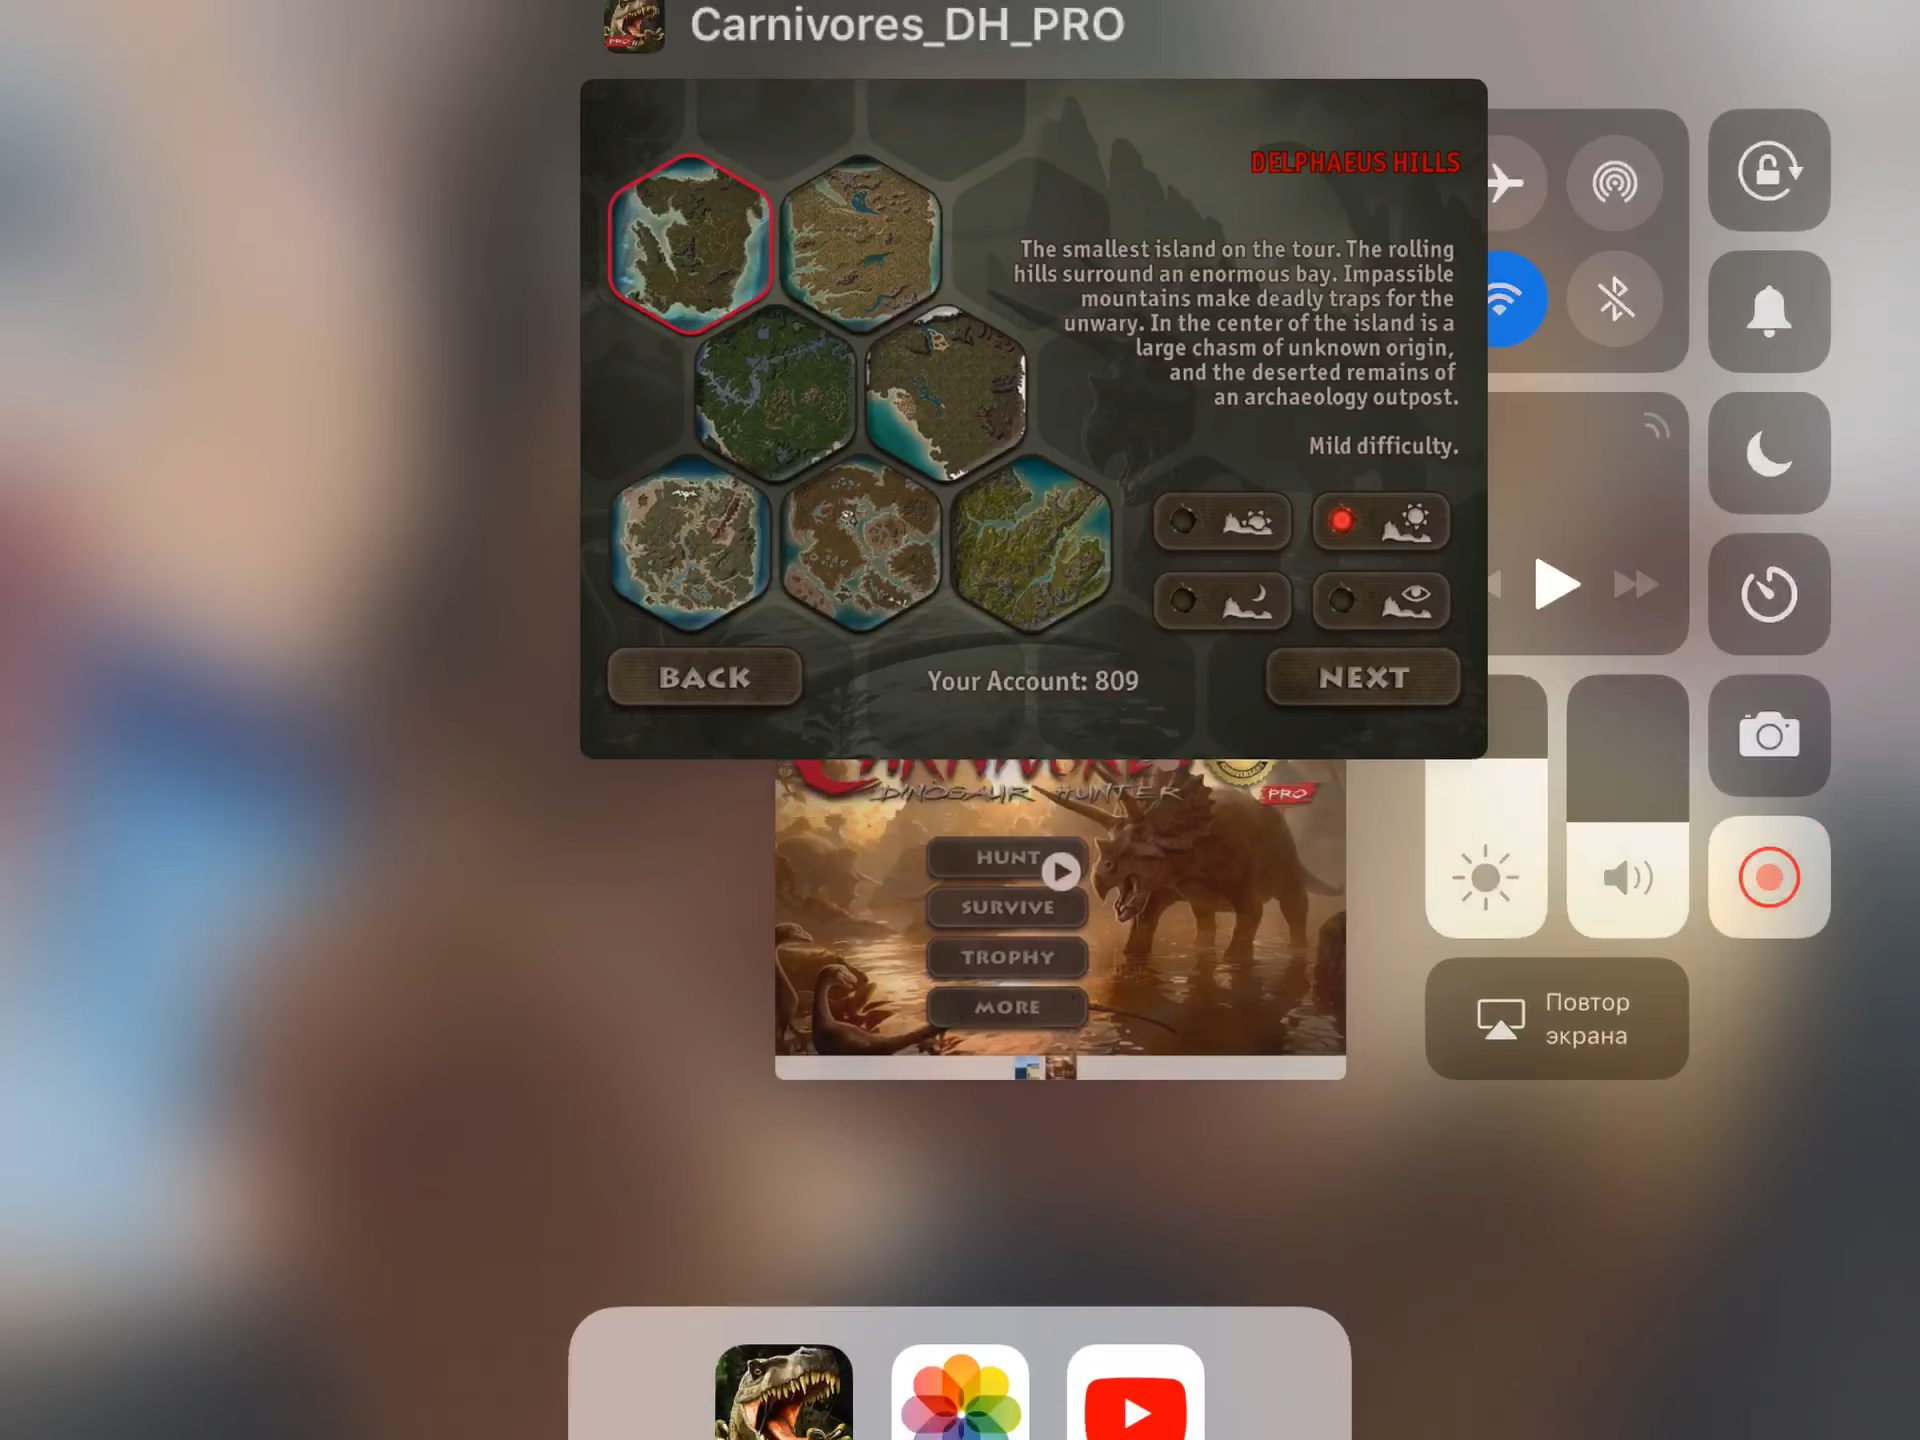 Carnivores_DH_PRO
DELPHAEUS HILLS
The smallest island on the tour. The rolling
hills surround an enormous bay. Impassible
mountains make deadly traps for the
unwary. In the center of the island is a
large chasm of unknown origin,
and the deserted remains of
an archaeology outpost.
Mild difficulty.
BACK
Your Account: 809
NEXT
CARNIVORES
DINOSAUR HUNTER
PRO
HUNT
SURVIVE
TROPHY
MORE
Повтор
экрана